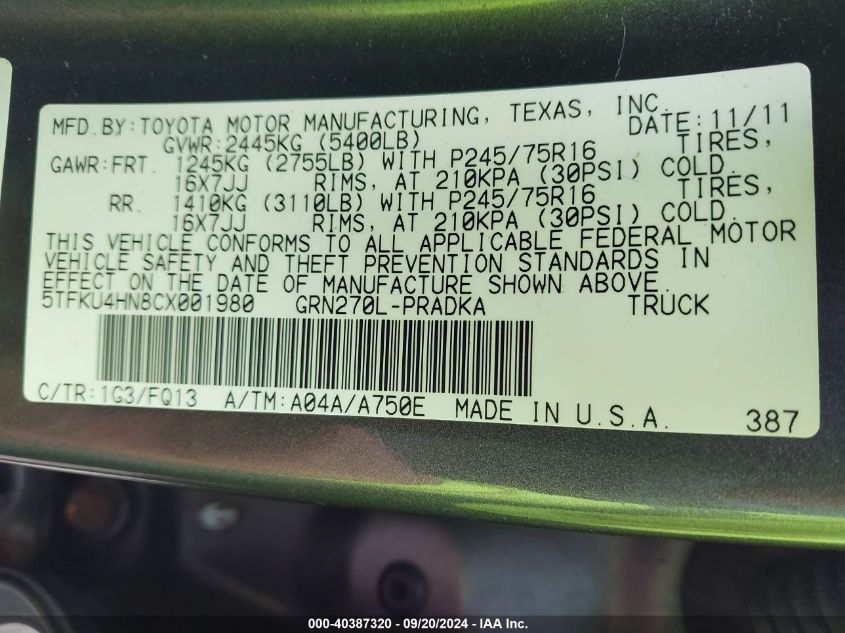 MFD. BY: TOYOTA MOTOR MANUFACTURING, TEXAS, INC.
GVWR: 2445KG (5400LB) DATE: 11/11
GAWR: FRT. 1245KG (2755LB) WITH P245/75R16 TIRES,
16X7JJ RIMS, AT 210KPA (30PSI) COLD.
RR. 1410KG (3110LB) WITH P245/75R16 TIRES,
16X7JJ RIMS, AT 210KPA (30PSI) COLD.
THIS VEHICLE CONFORMS TO ALL APPLICABLE FEDERAL MOTOR
VEHICLE SAFETY AND THEFT PREVENTION STANDARDS IN
EFFECT ON THE DATE OF MANUFACTURE SHOWN ABOVE.
5TFKU4HN8CX001980 GRN270L-PRADKA TRUCK
C/TR: 1G3/FQ13 A/TM: A04A/A750E MADE IN U.S.A. 387
000-40387320 - 09/20/2024 - IAA Inc.